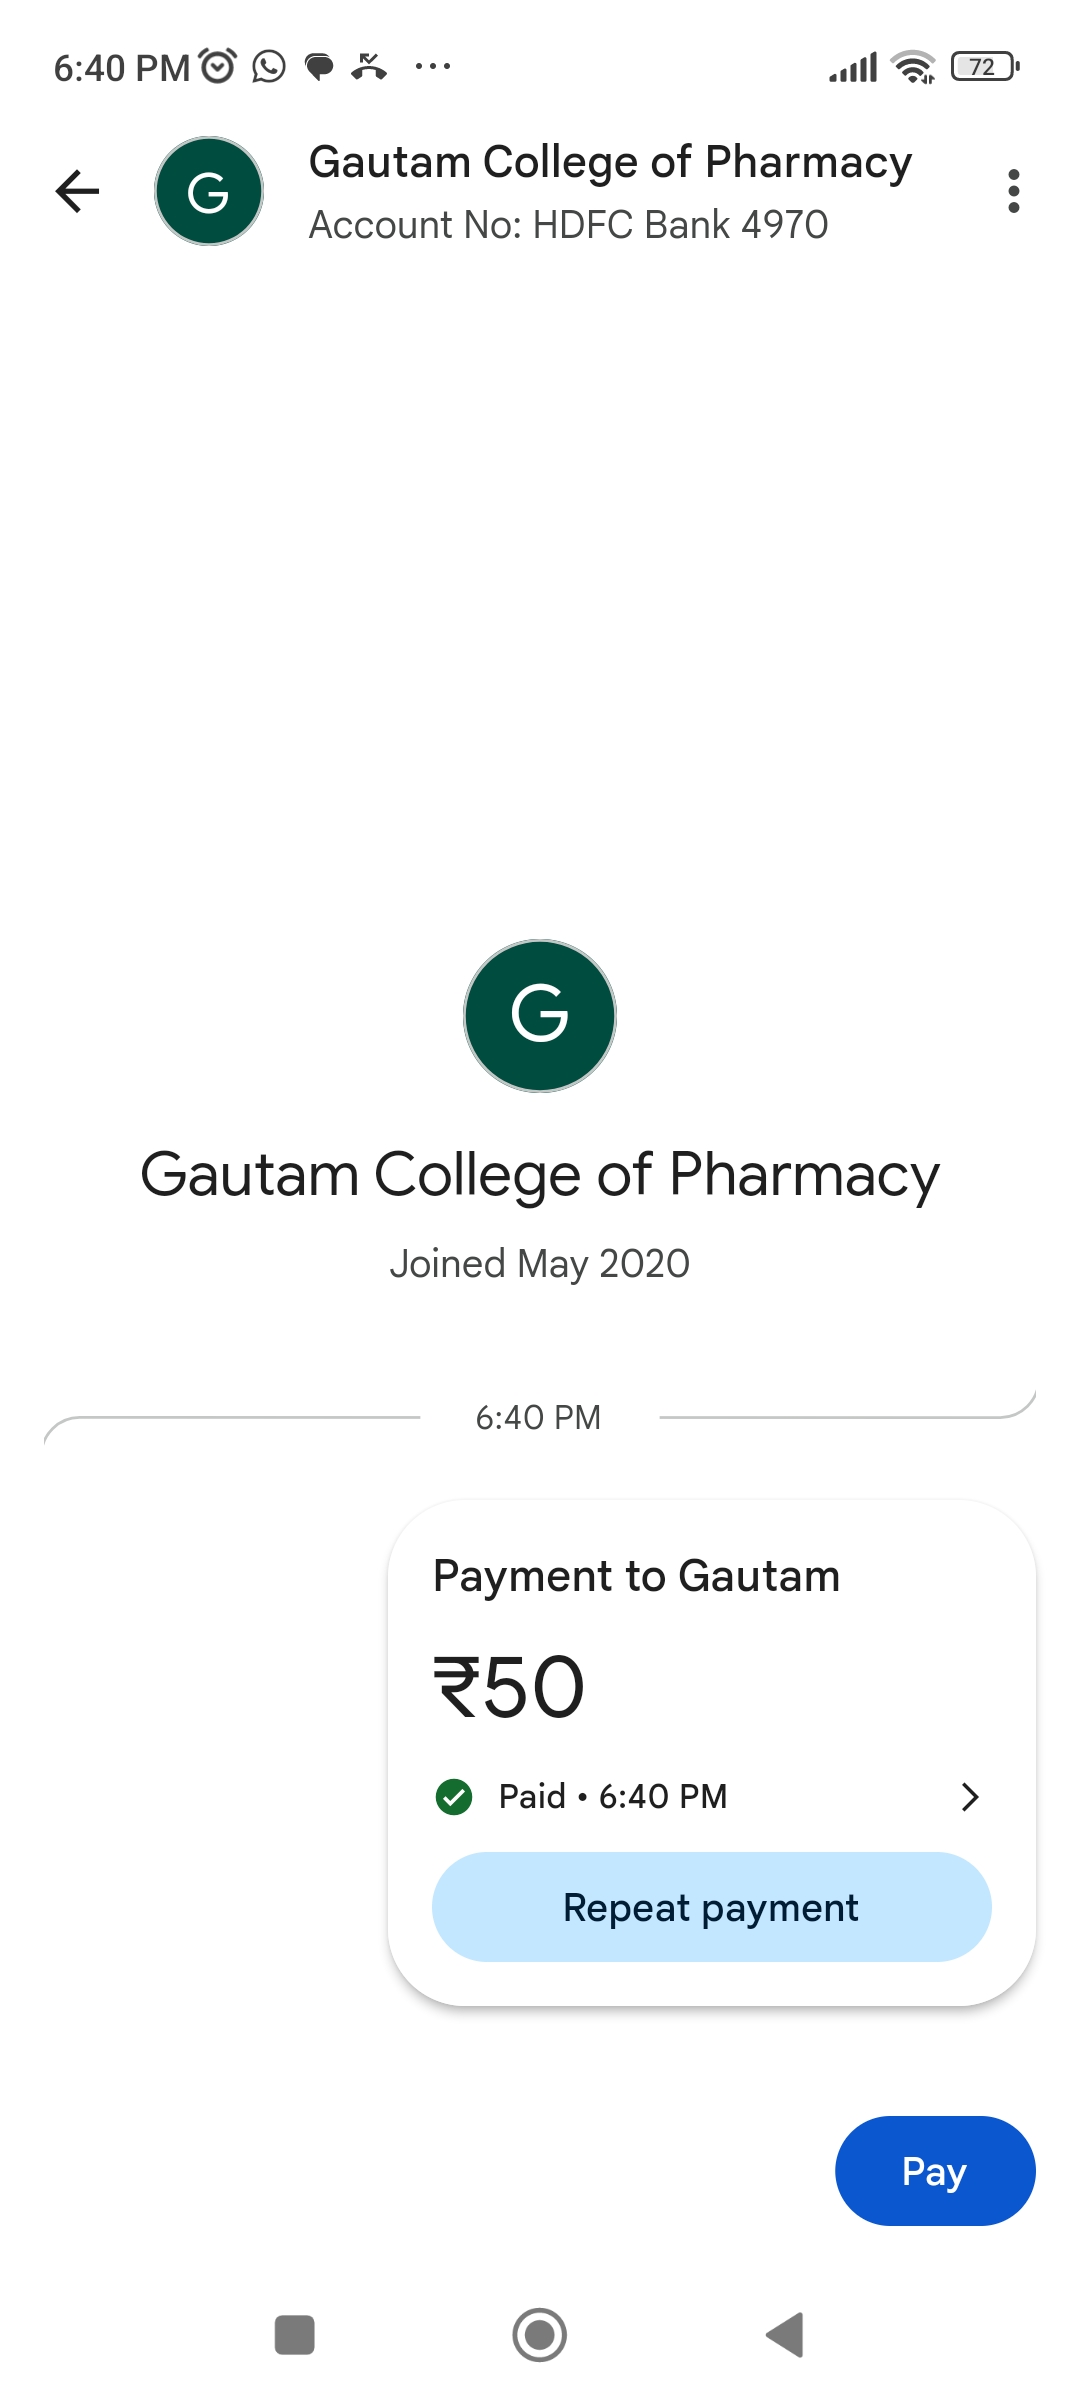 6:40 PM
72
G
Gautam College of Pharmacy
Account No: HDFC Bank 4970
G
Gautam College of Pharmacy
Joined May 2020
6:40 PM
Payment to Gautam
₹50
Paid • 6:40 PM
Repeat payment
Pay